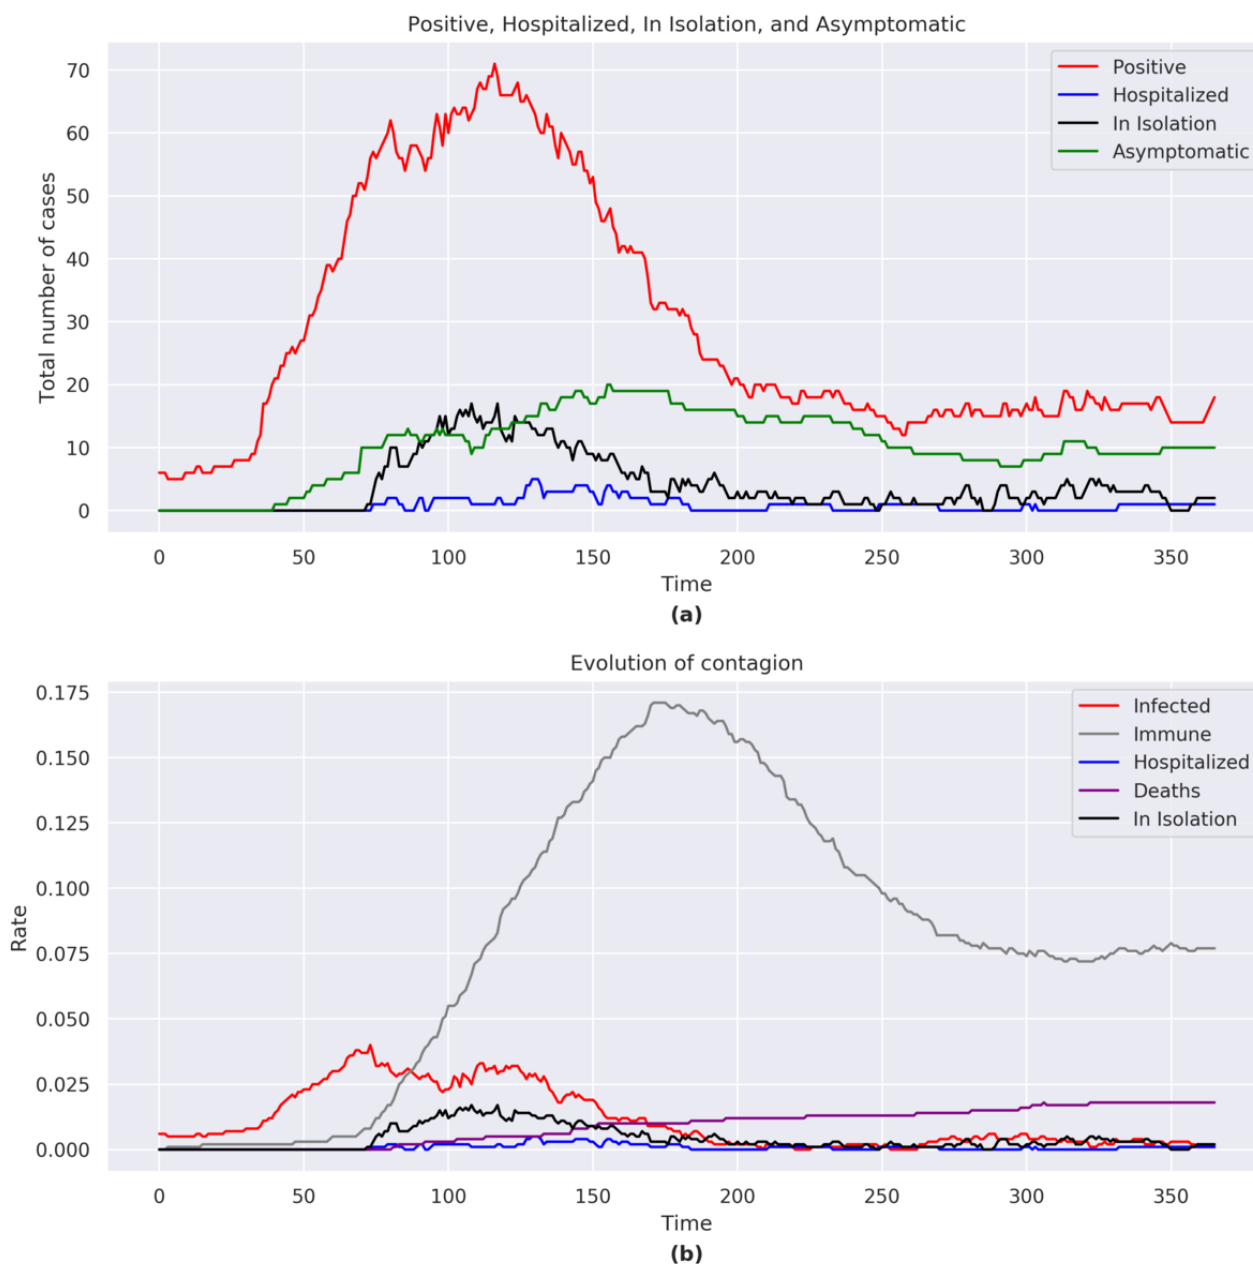 Positive, Hospitalized, In Isolation, and Asymptomatic
Total number of cases
70
60
50
40
30
20
10
0
Positive
Hospitalized
In Isolation
Asymptomatic
0 50 100 150 200 250 300 350
Time
(a)
Evolution of contagion
Rate
0.175
0.150
0.125
0.100
0.075
0.050
0.025
0.000
Infected
Immune
Hospitalized
Deaths
In Isolation
0 50 100 150 200 250 300 350
Time
(b)